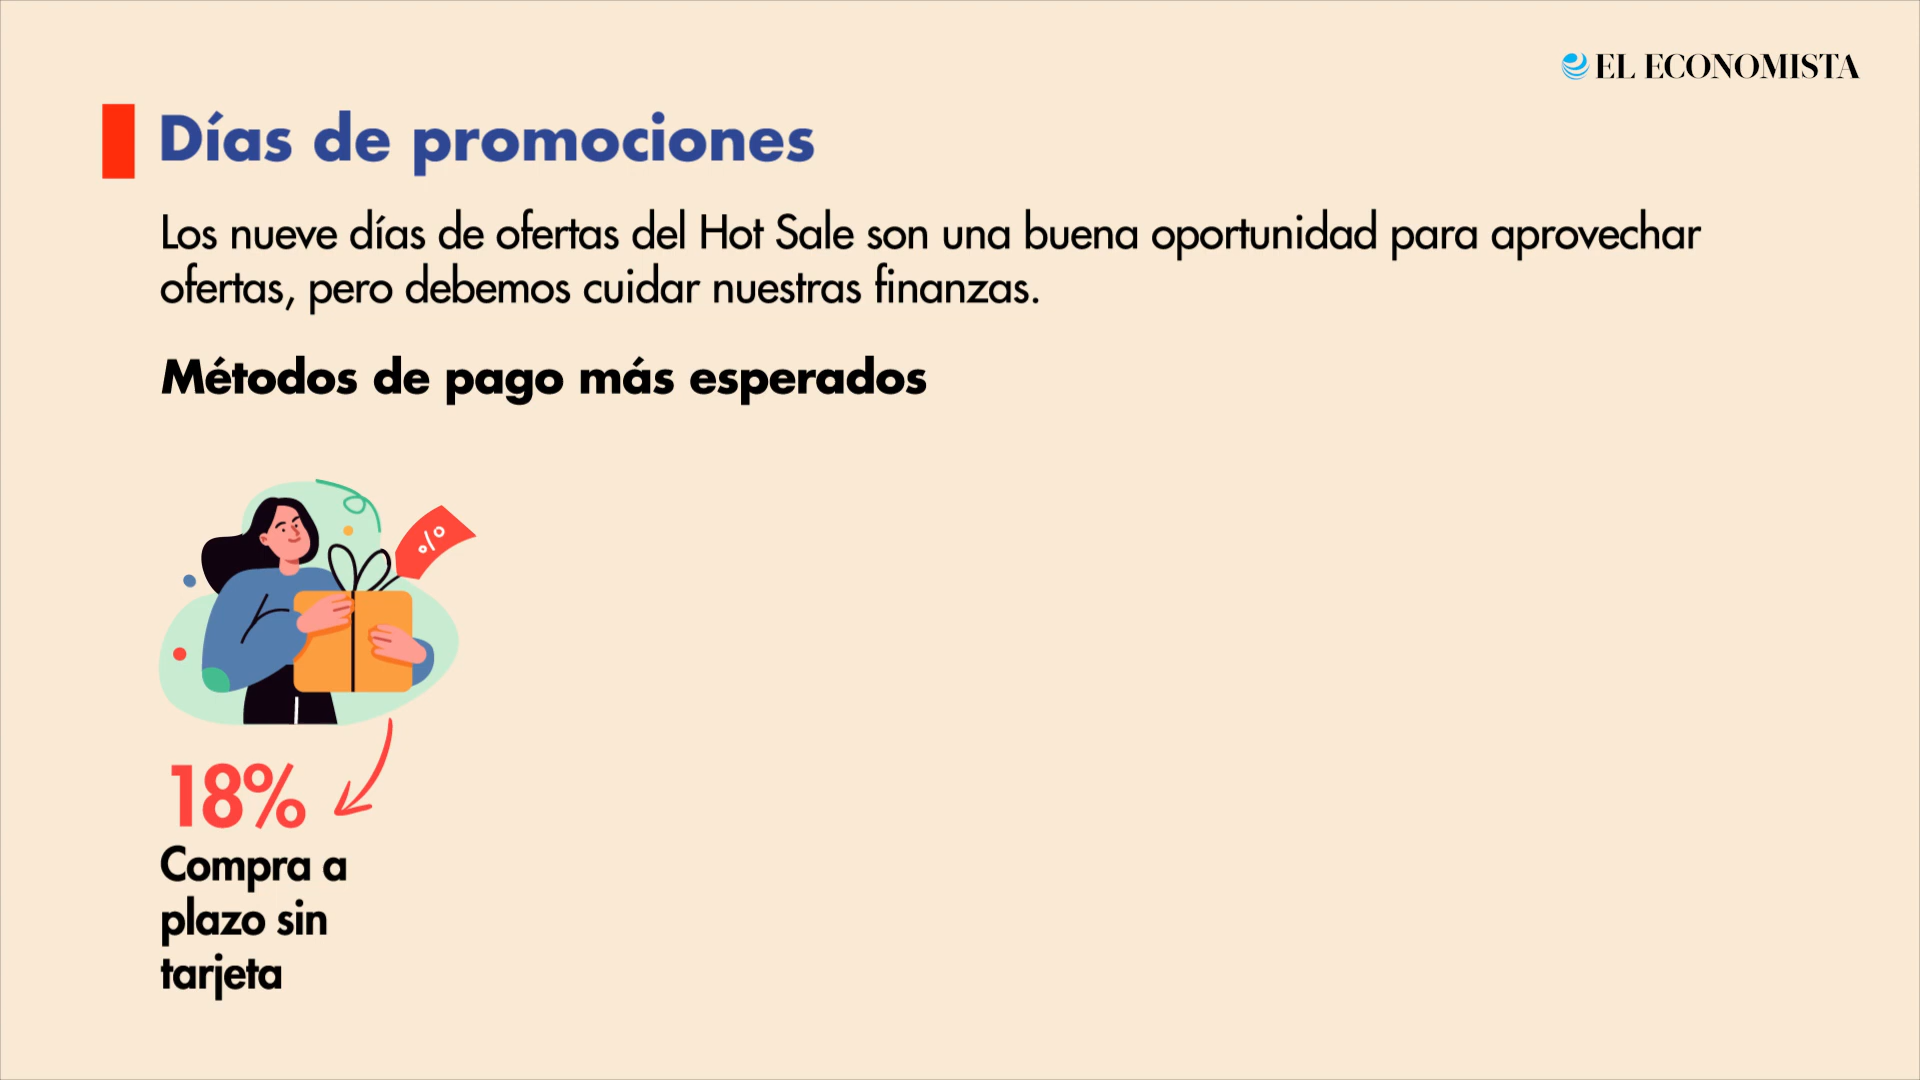 EL ECONOMISTA
Días de promociones
Los nueve días de ofertas del Hot Sale son una buena oportunidad para aprovechar
ofertas, pero debemos cuidar nuestras finanzas.
Métodos de pago más esperados
%
18%
Compra a
plazo sin
tarjeta